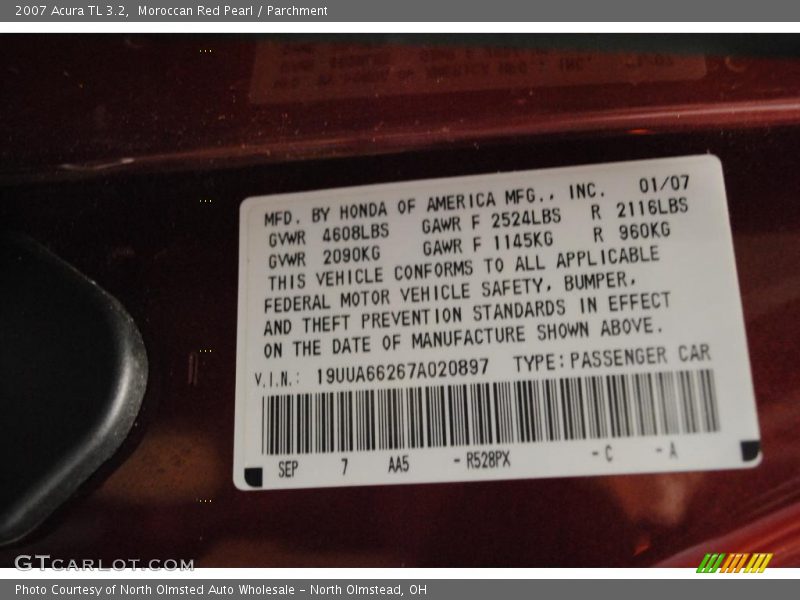 2007 Acura TL 3.2,  Moroccan Red Pearl / Parchment
MFD. BY HONDA OF AMERICA MFG., INC. 01/07
GVWR 4608LBS GAWR F 2524LBS R 2116LBS
GVWR 2090KG GAWR F 1145KG R 960KG
THIS VEHICLE CONFORMS TO ALL APPLICABLE
FEDERAL MOTOR VEHICLE SAFETY, BUMPER,
AND THEFT PREVENTION STANDARDS IN EFFECT
ON THE DATE OF MANUFACTURE SHOWN ABOVE.
V.I.N.: 19UUA66267A020897 TYPE:PASSENGER CAR
SEP 7 AA5 -R528PX -C -A
GTCARLOT.COM
Photo Courtesy of North Olmsted Auto Wholesale - North Olmstead, OH